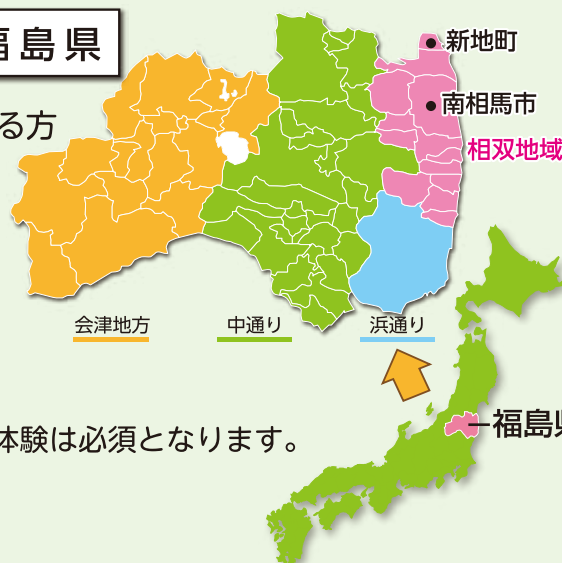 福島県
新地町
る方
南相馬市
相双地域
会津地方
中通り
浜通り
福島県
体験は必須となります。